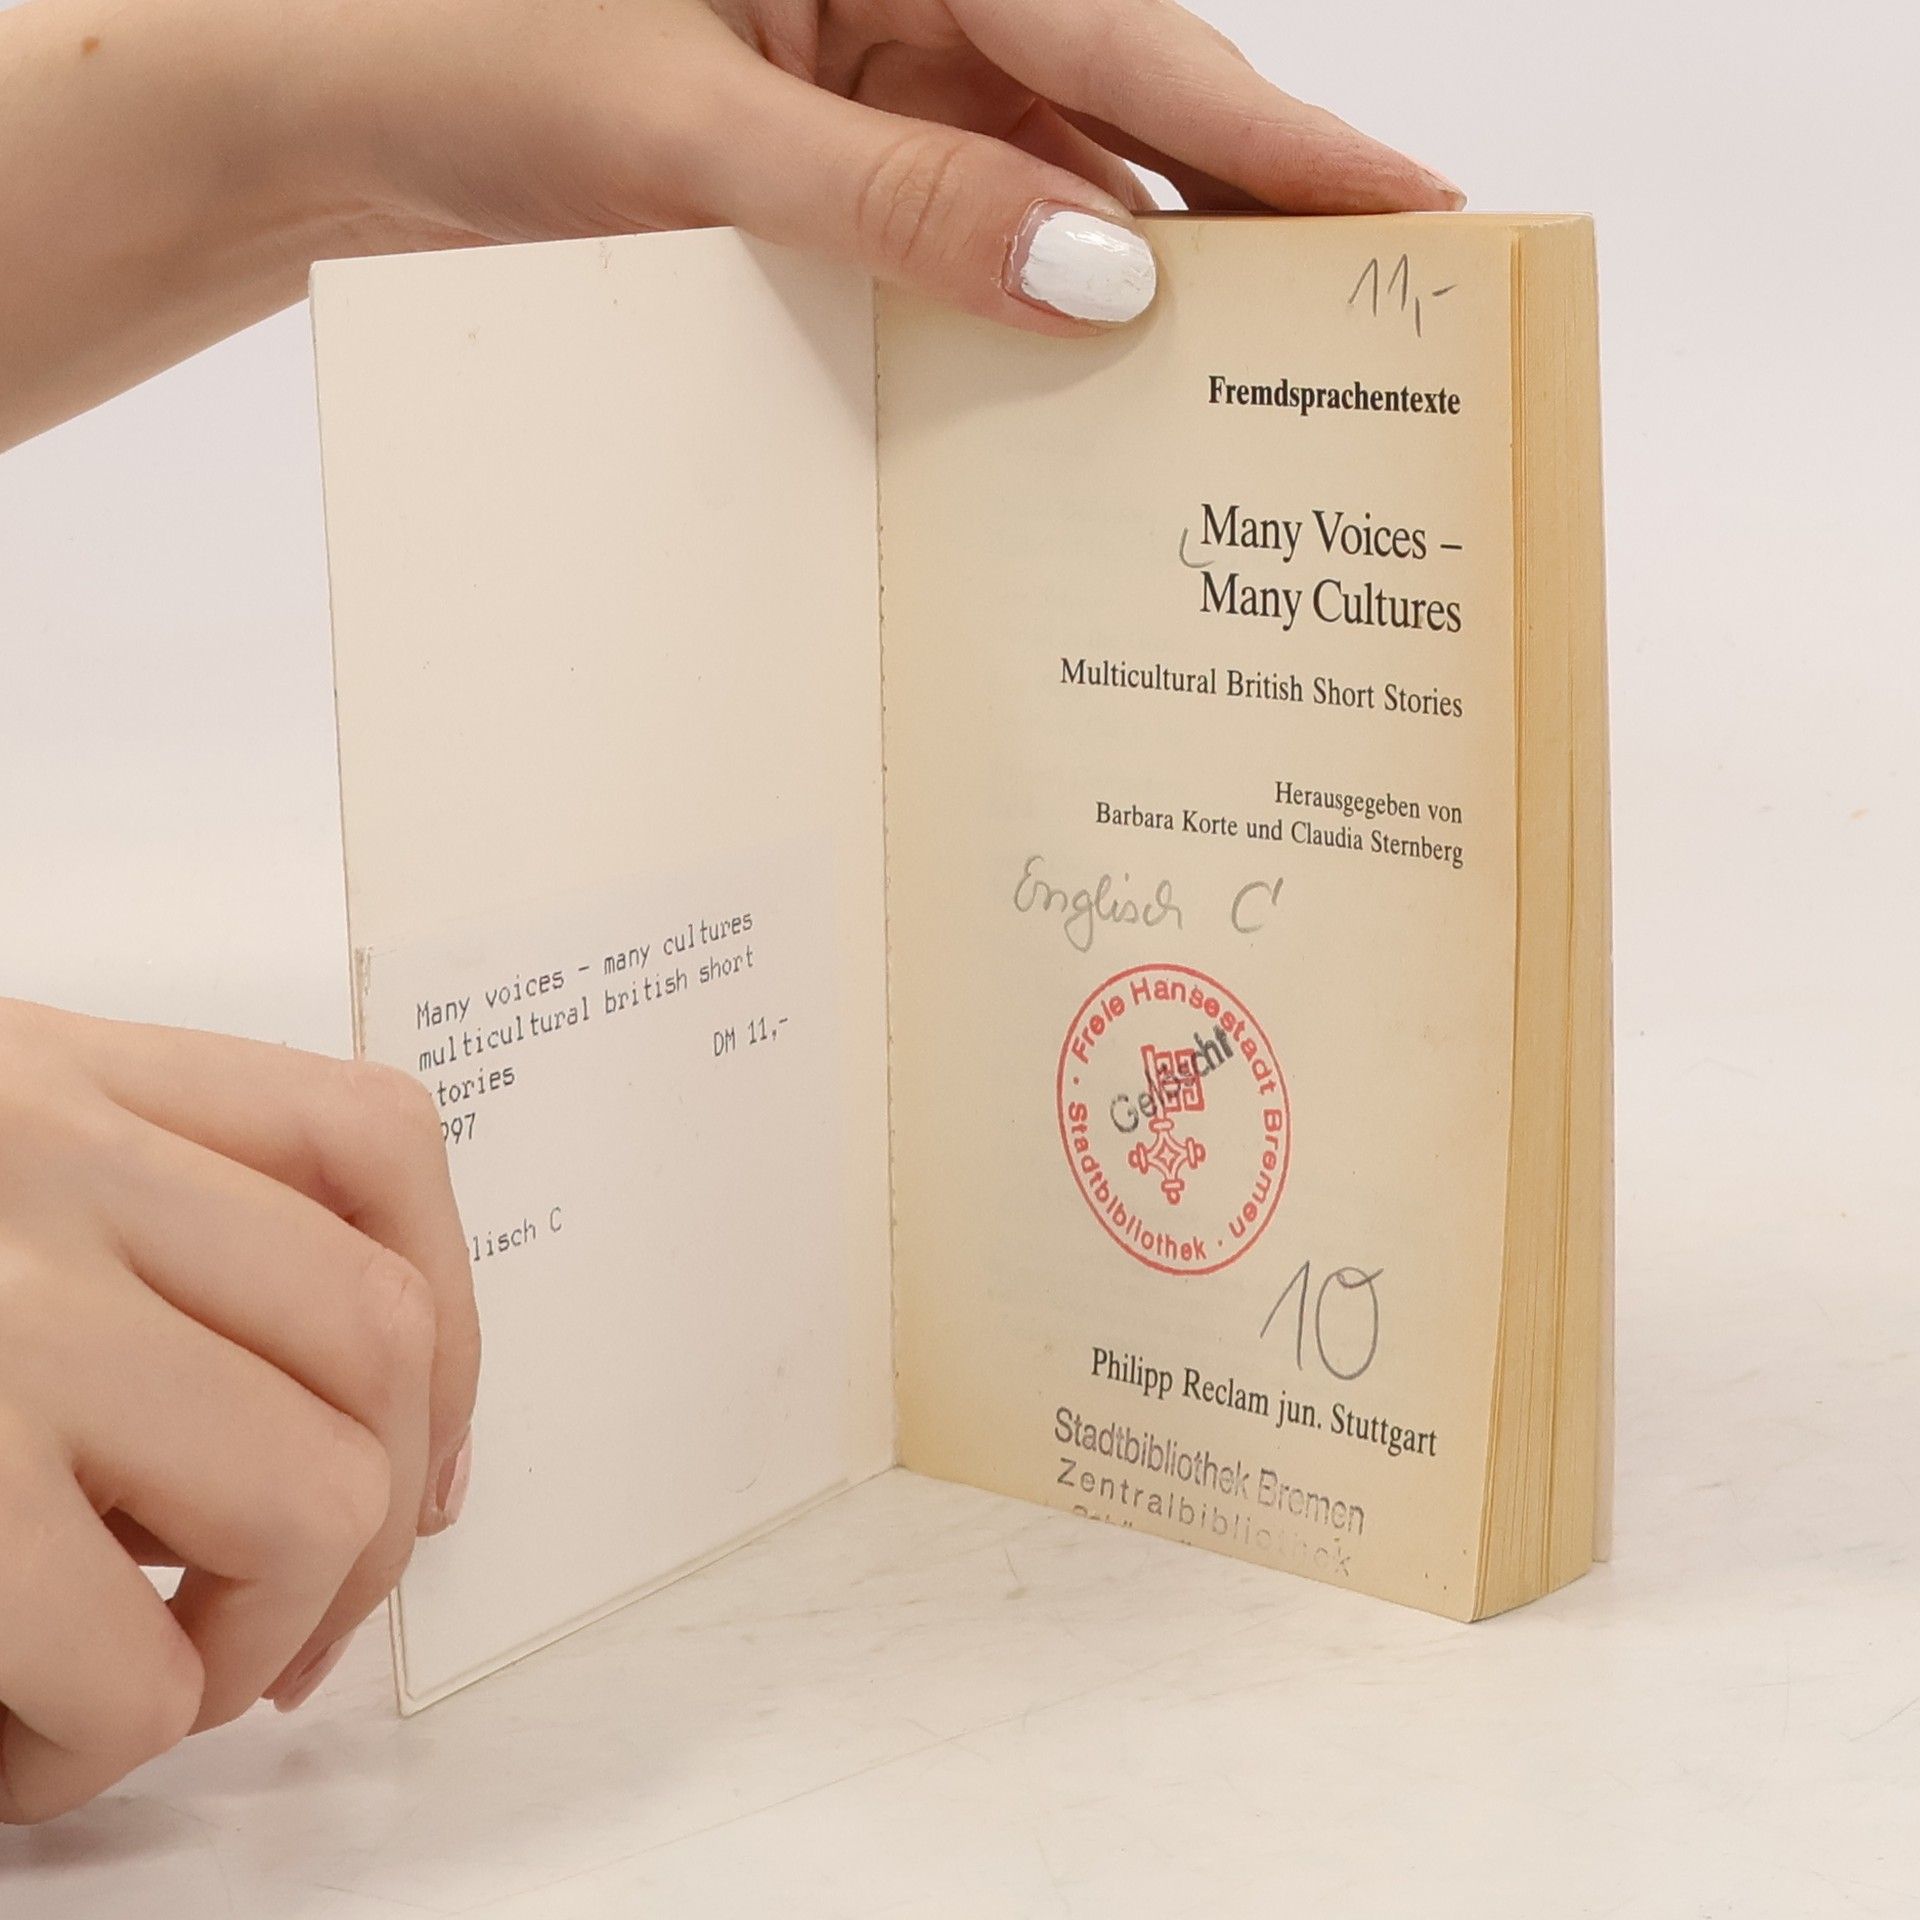 Many voices - many cultures
multicultural british short
tories
997
DM 11,-
lisch C
11,-
Fremdsprachentexte
Many Voices –
Many Cultures
Multicultural British Short Stories
Herausgegeben von
Barbara Korte und Claudia Sternberg
Englisch C
· Freie Hansestadt Bremen · Stadtbibliothek
Gelöscht
10
Philipp Reclam jun. Stuttgart
Stadtbibliothek Bremen
Zentralbibliothek